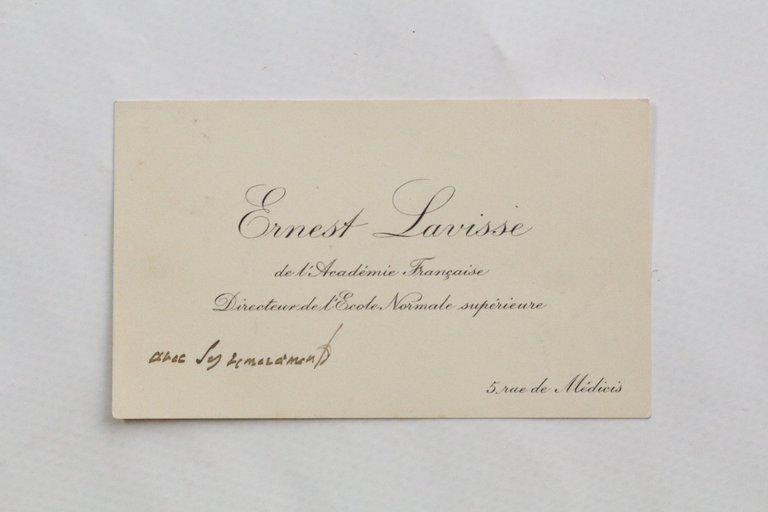 Ernest Lavisse
de l'Académie Française
Directeur de l'Ecole Normale supérieure
avec ses remerciements
5, rue de Médicis